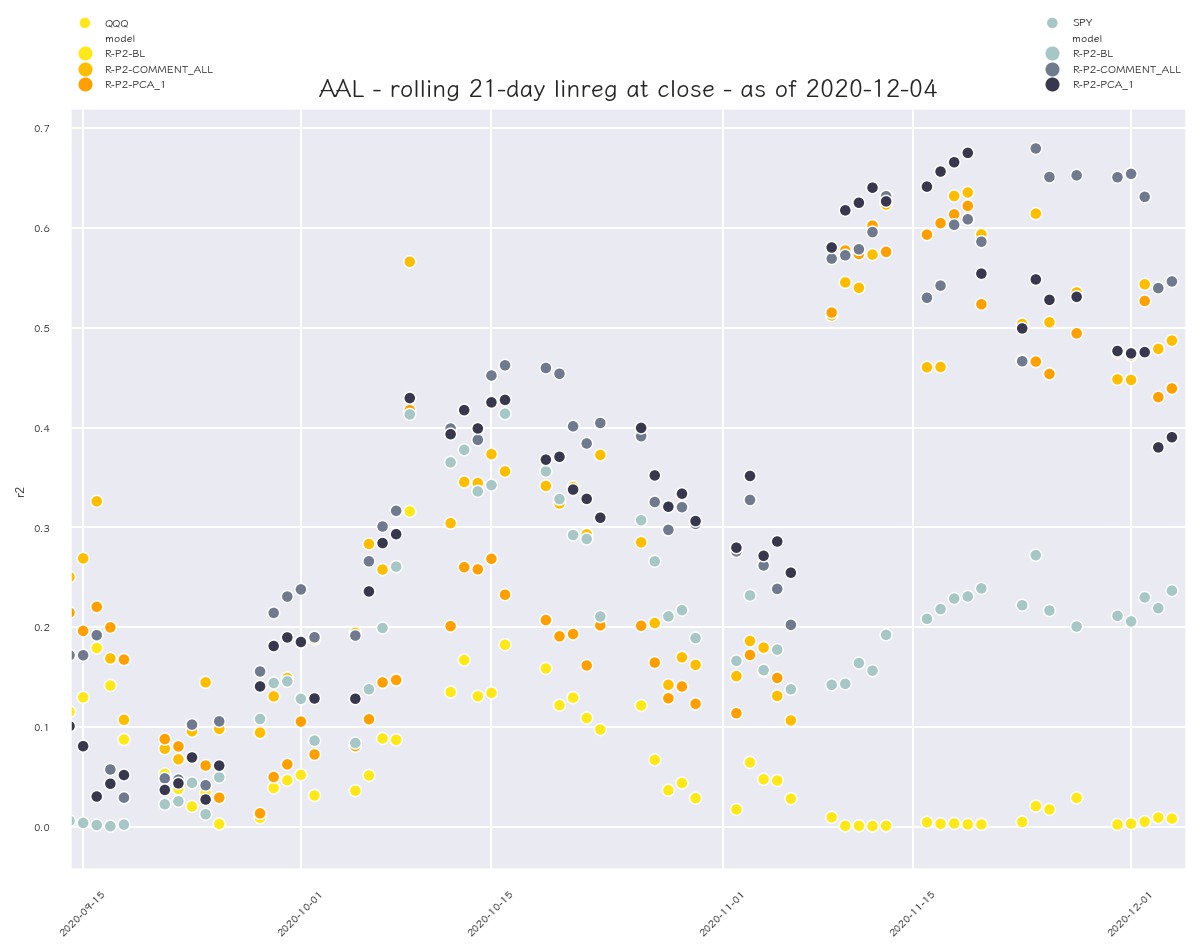 QQQ
model
R-P2-BL
R-P2-COMMENT_ALL
R-P2-PCA_1
SPY
model
R-P2-BL
R-P2-COMMENT_ALL
R-P2-PCA_1
AAL - rolling 21-day linreg at close - as of 2020-12-04
0.7
0.6
0.5
0.4
0.3
0.2
0.1
0.0
r2
2020-09-15
2020-10-01
2020-10-15
2020-11-01
2020-11-15
2020-12-01